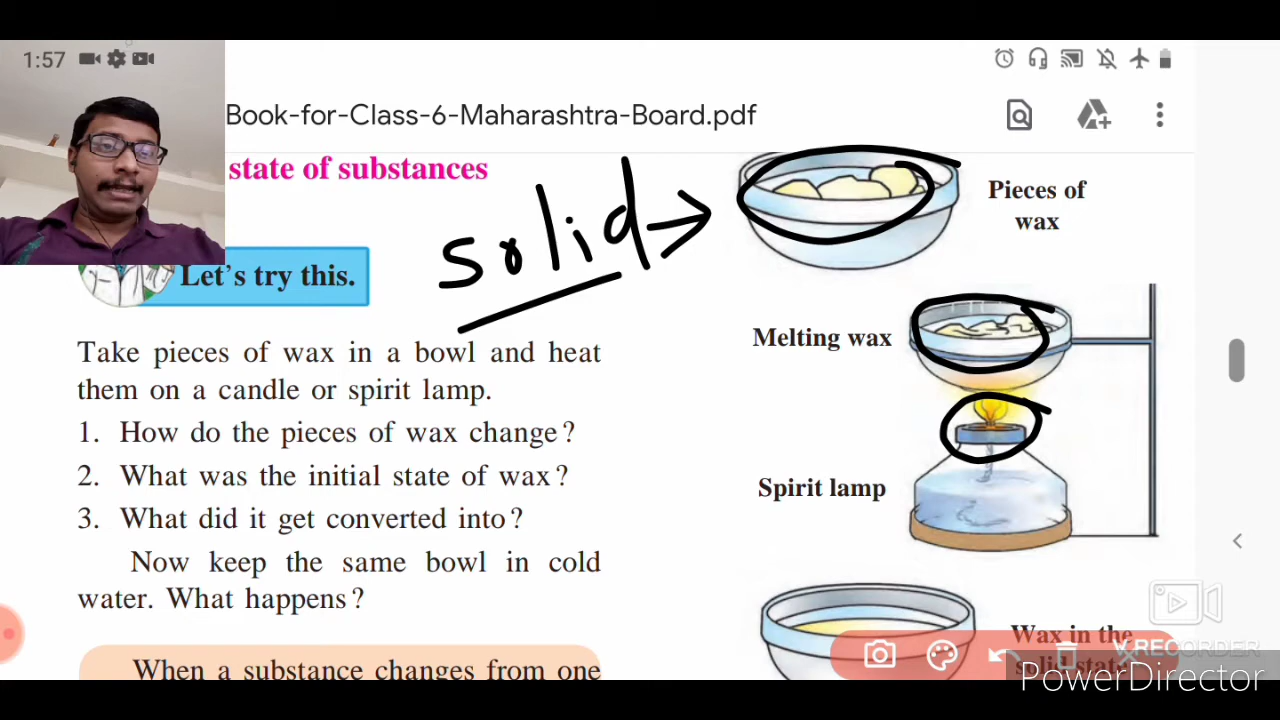 1:57
Book-for-Class-6-Maharashtra-Board.pdf
state of substances
solid
Pieces of
wax
Let's try this.
Melting wax
Take pieces of wax in a bowl and heat
them on a candle or spirit lamp.
1. How do the pieces of wax change?
2. What was the initial state of wax?
3. What did it get converted into?
Spirit lamp
Now keep the same bowl in cold
water. What happens?
Wax in the
solid state
When a substance changes from one
V.RECORDER
PowerDirector